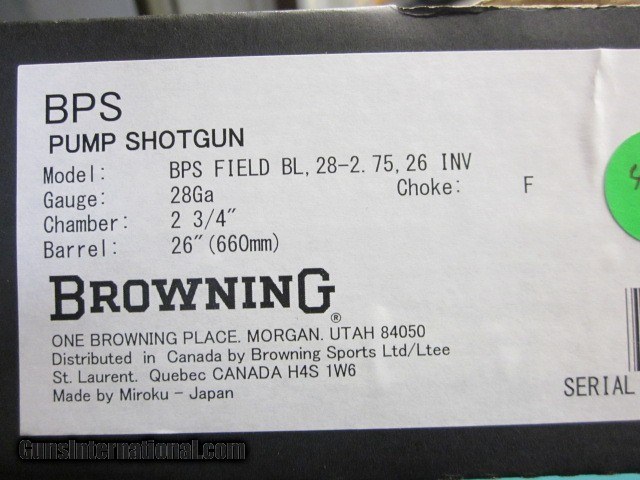 BPS
PUMP SHOTGUN
Model: BPS FIELD BL, 28-2.75, 26 INV
Gauge: 28Ga Choke: F
Chamber: 2 3/4"
Barrel: 26"(660mm)
BROWNING®
ONE BROWNING PLACE. MORGAN. UTAH 84050
Distributed in Canada by Browning Sports Ltd/Ltee
St. Laurent. Quebec CANADA H4S 1W6
Made by Miroku - Japan
SERIAL
GunsInternational.com